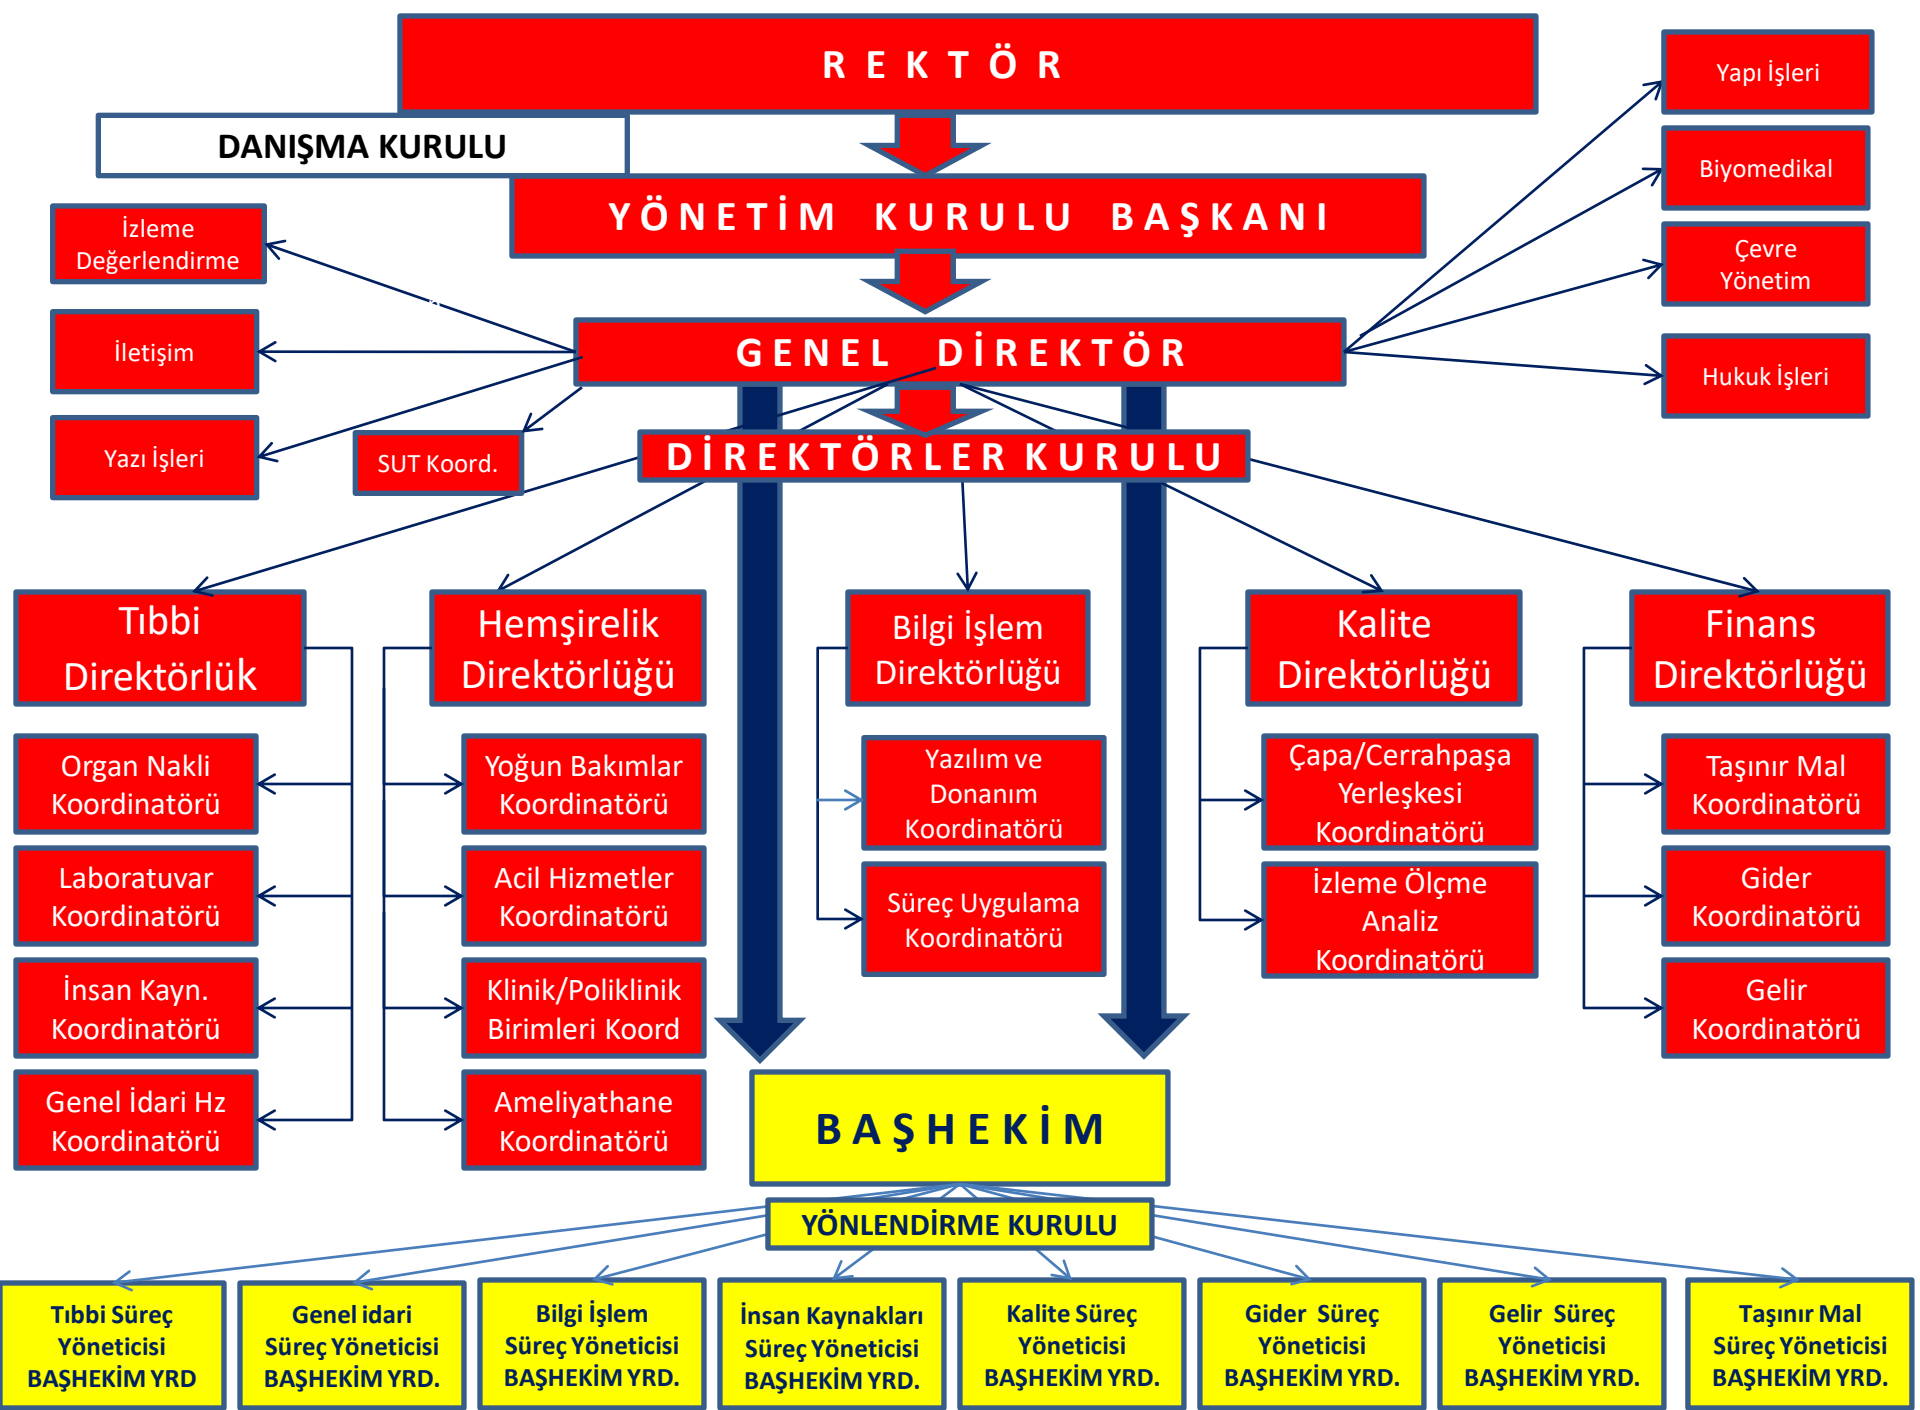 R E K T Ö R
DANIŞMA KURULU
YÖNETİM KURULU BAŞKANI
GENEL DİREKTÖR
DİREKTÖRLER KURULU
İzleme
Değerlendirme
İletişim
Yazı İşleri
SUT Koord.
Yapı İşleri
Biyomedikal
Çevre
Yönetim
Hukuk İşleri
Tıbbi
Direktörlük
Organ Nakli
Koordinatörü
Laboratuvar
Koordinatörü
İnsan Kayn.
Koordinatörü
Genel İdari Hz
Koordinatörü
Hemşirelik
Direktörlüğü
Yoğun Bakımlar
Koordinatörü
Acil Hizmetler
Koordinatörü
Klinik/Poliklinik
Birimleri Koord
Ameliyathane
Koordinatörü
Bilgi İşlem
Direktörlüğü
Yazılım ve
Donanım
Koordinatörü
Süreç Uygulama
Koordinatörü
Kalite
Direktörlüğü
Çapa/Cerrahpaşa
Yerleşkesi
Koordinatörü
İzleme Ölçme
Analiz
Koordinatörü
Finans
Direktörlüğü
Taşınır Mal
Koordinatörü
Gider
Koordinatörü
Gelir
Koordinatörü
BAŞHEKİM
YÖNLENDİRME KURULU
Tıbbi Süreç
Yöneticisi
BAŞHEKİM YRD
Genel idari
Süreç Yöneticisi
BAŞHEKİM YRD.
Bilgi İşlem
Süreç Yöneticisi
BAŞHEKİM YRD.
İnsan Kaynakları
Süreç Yöneticisi
BAŞHEKİM YRD.
Kalite Süreç
Yöneticisi
BAŞHEKİM YRD.
Gider Süreç
Yöneticisi
BAŞHEKİM YRD.
Gelir Süreç
Yöneticisi
BAŞHEKİM YRD.
Taşınır Mal
Süreç Yöneticisi
BAŞHEKİM YRD.